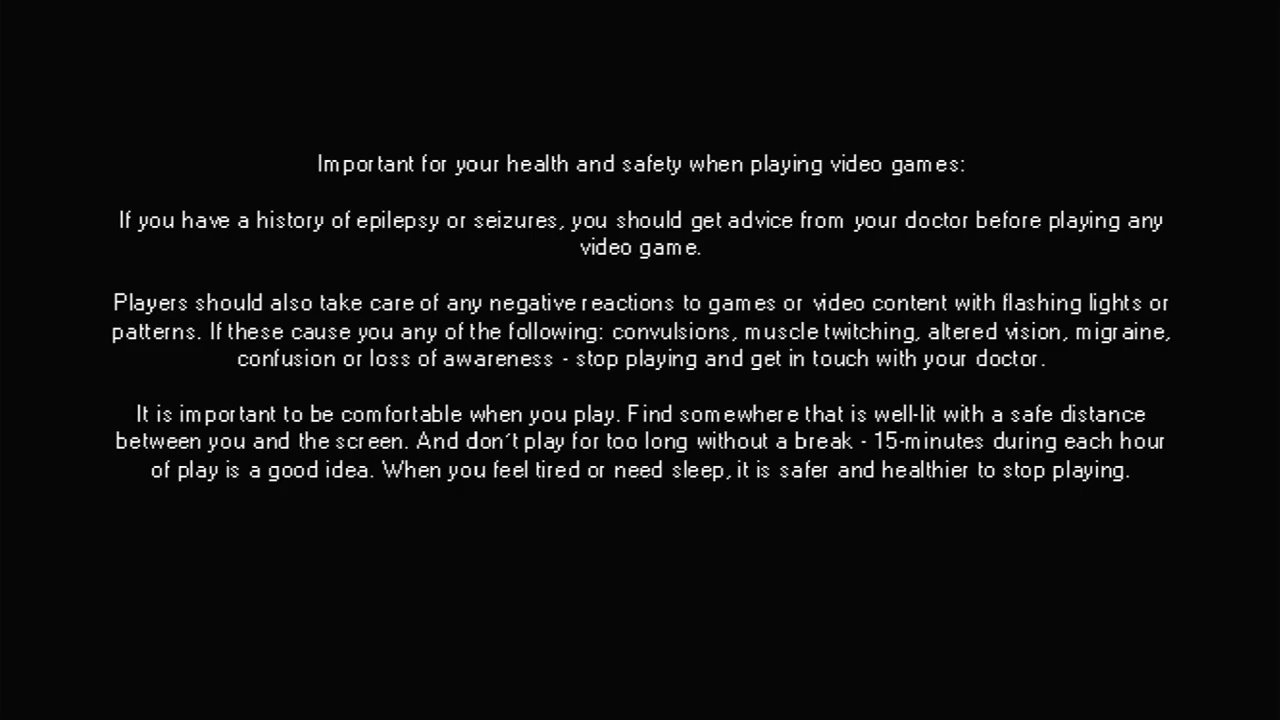 Important for your health and safety when playing video games:
If you have a history of epilepsy or seizures, you should get advice from your doctor before playing any
video game.
Players should also take care of any negative reactions to games or video content with flashing lights or
patterns. If these cause you any of the following: convulsions, muscle twitching, altered vision, migraine,
confusion or loss of awareness - stop playing and get in touch with your doctor.
It is important to be comfortable when you play. Find somewhere that is well-lit with a safe distance
between you and the screen. And don´t play for too long without a break - 15-minutes during each hour
of play is a good idea. When you feel tired or need sleep, it is safer and healthier to stop playing.